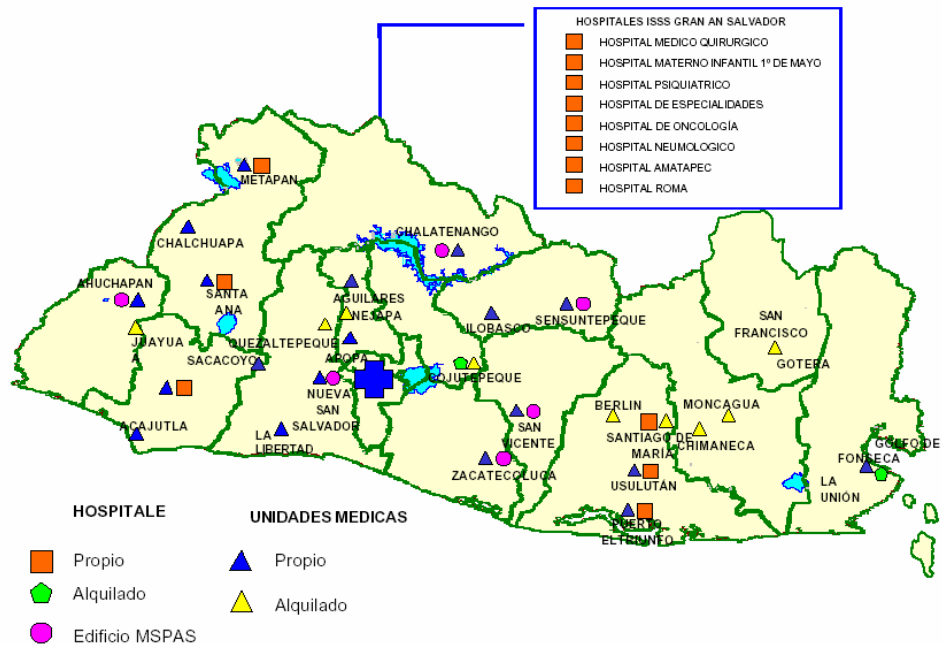 HOSPITALES ISSS GRAN AN SALVADOR
HOSPITAL MEDICO QUIRURGICO
HOSPITAL MATERNO INFANTIL 1º DE MAYO
HOSPITAL PSIQUIATRICO
HOSPITAL DE ESPECIALIDADES
HOSPITAL DE ONCOLOGÍA
HOSPITAL NEUMOLOGICO
HOSPITAL AMATAPEC
HOSPITAL ROMA
METAPAN
CHALCHUAPA
CHALATENANGO
AHUCHAPAN
SANTA
ANA
AGUILARES
NEJAPA
ILOBASCO
SENSUNTEPEQUE
SAN
FRANCISCO
GOTERA
JUAYUA
A
SACACOYO
QUEZALTEPEQUE
APOPA
COJUTEPEQUE
NUEVA
SAN
SALVADOR
ACAJUTLA
LA
LIBERTAD
SAN
VICENTE
ZACATECOLUCA
BERLIN
MONCAGUA
SANTIAGO DE
MARÍA
CHIMANECA
USULUTÁN
PUERTO
EL TRIUNFO
GOLFO DE
FONSECA
LA
UNIÓN
HOSPITALE
UNIDADES MEDICAS
Propio
Propio
Alquilado
Alquilado
Edificio MSPAS